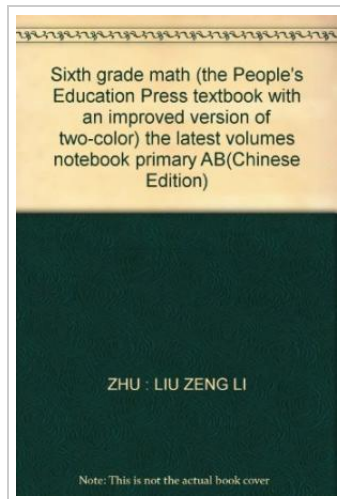 Sixth grade math (the People's
Education Press textbook with
an improved version of
two-color) the latest volumes
notebook primary AB(Chinese
Edition)
ZHU : LIU ZENG LI
Note: This is not the actual book cover